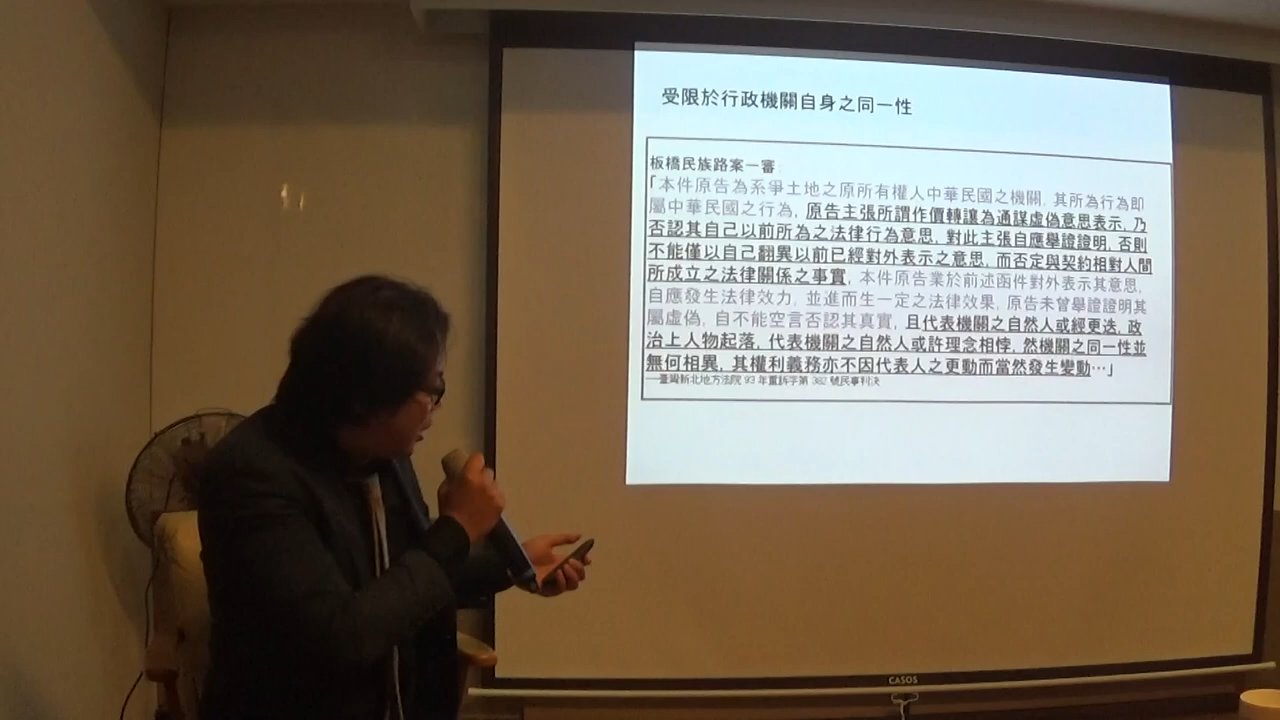 受限於行政機關自身之同一性
板橋民族路案一審:
「本件原告為系爭土地之原所有權人中華民國之機關, 其所為行為即
屬中華民國之行為, 原告主張所謂作價轉讓為通謀虛偽意思表示, 乃
否認其自己以前所為之法律行為意思, 對此主張自應舉證證明, 否則
不能僅以自己翻異以前已經對外表示之意思, 而否定與契約相對人間
所成立之法律關係之事實, 本件原告業於前述函件對外表示其意思,
自應發生法律效力, 並進而生一定之法律效果, 原告未曾舉證證明其
屬虛偽, 自不能空言否認其真實, 且代表機關之自然人或經更迭, 政
治上人物起落, 代表機關之自然人或許理念相悖, 然機關之同一性並
無何相異, 其權利義務亦不因代表人之更動而當然發生變動…」
—臺灣新北地方法院 93 年重訴字第 382 號民事判決
CASOS